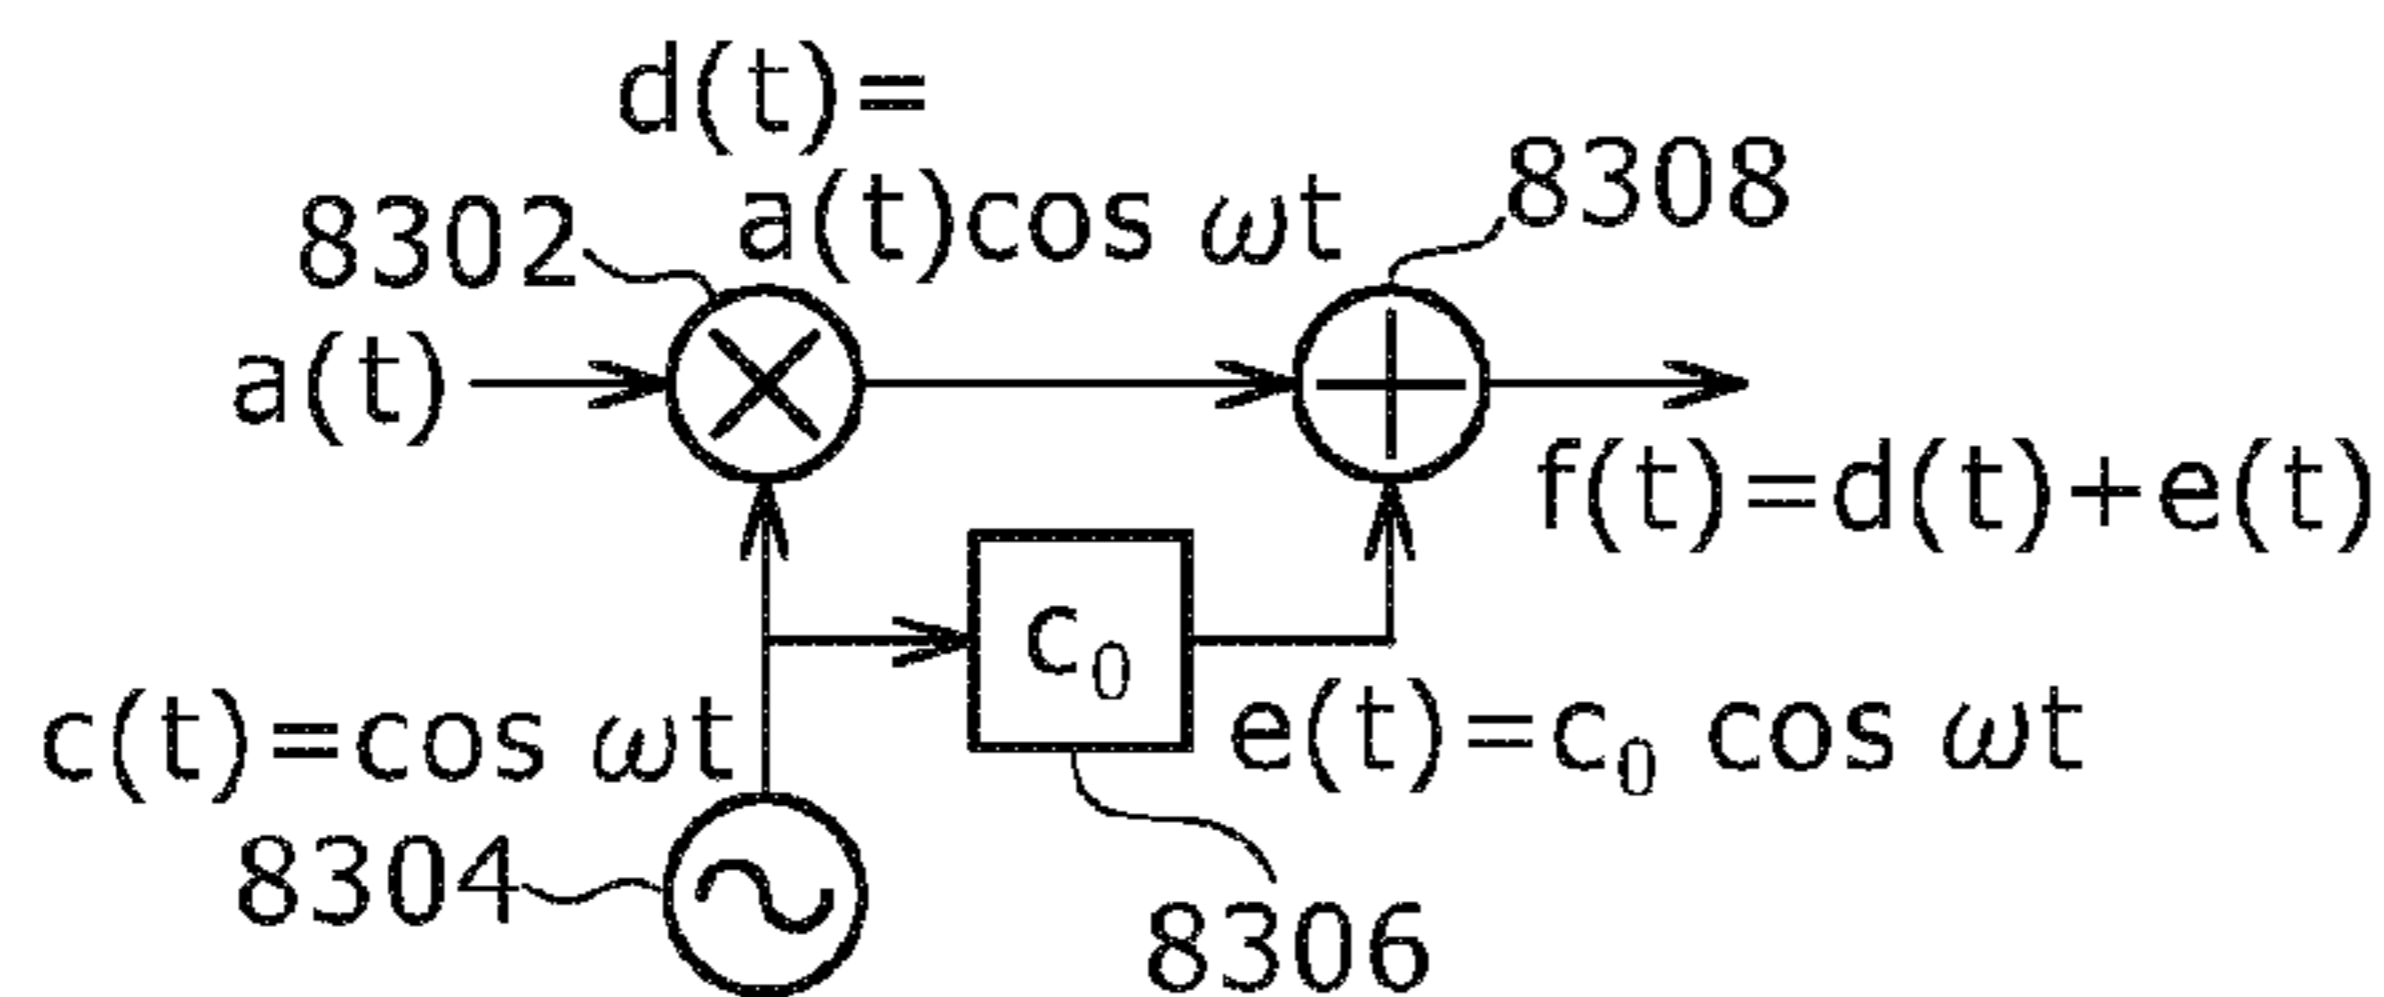 d(t)=
a(t)cos ωt
8302
8308
a(t)
f(t)=d(t)+e(t)
c₀
c(t)=cos ωt
e(t)=c₀ cos ωt
8304
8306